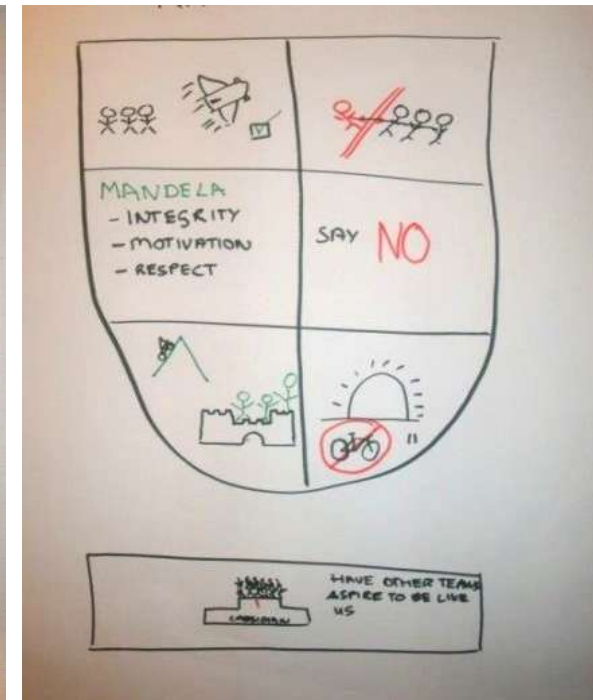 MANDELA
- INTEGRITY
- MOTIVATION
- RESPECT
SAY NO
HAVE OTHER TEAMS
ASPIRE TO BE LIKE
US